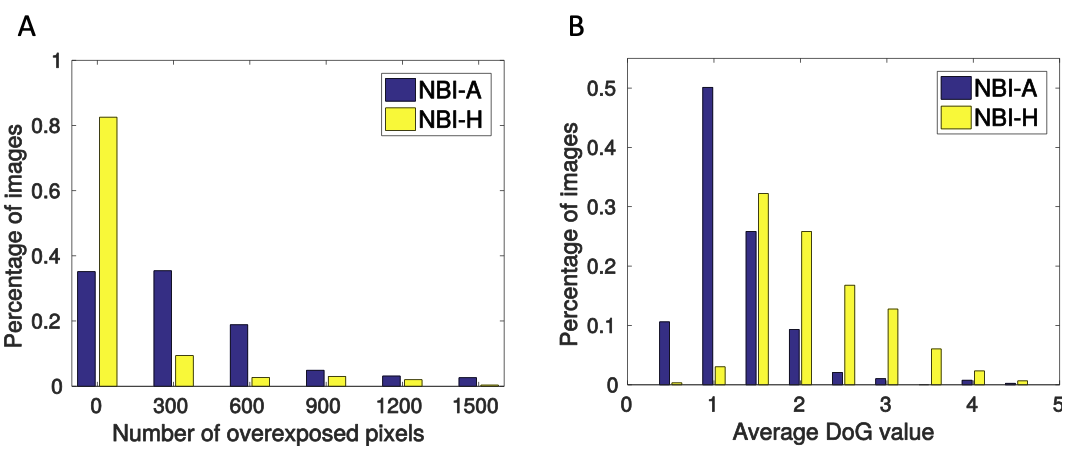 A
Percentage of images
1
0.8
0.6
0.4
0.2
0
0 300 600 900 1200 1500
Number of overexposed pixels
NBI-A
NBI-H
B
Percentage of images
0.5
0.4
0.3
0.2
0.1
0
0 1 2 3 4 5
Average DoG value
NBI-A
NBI-H